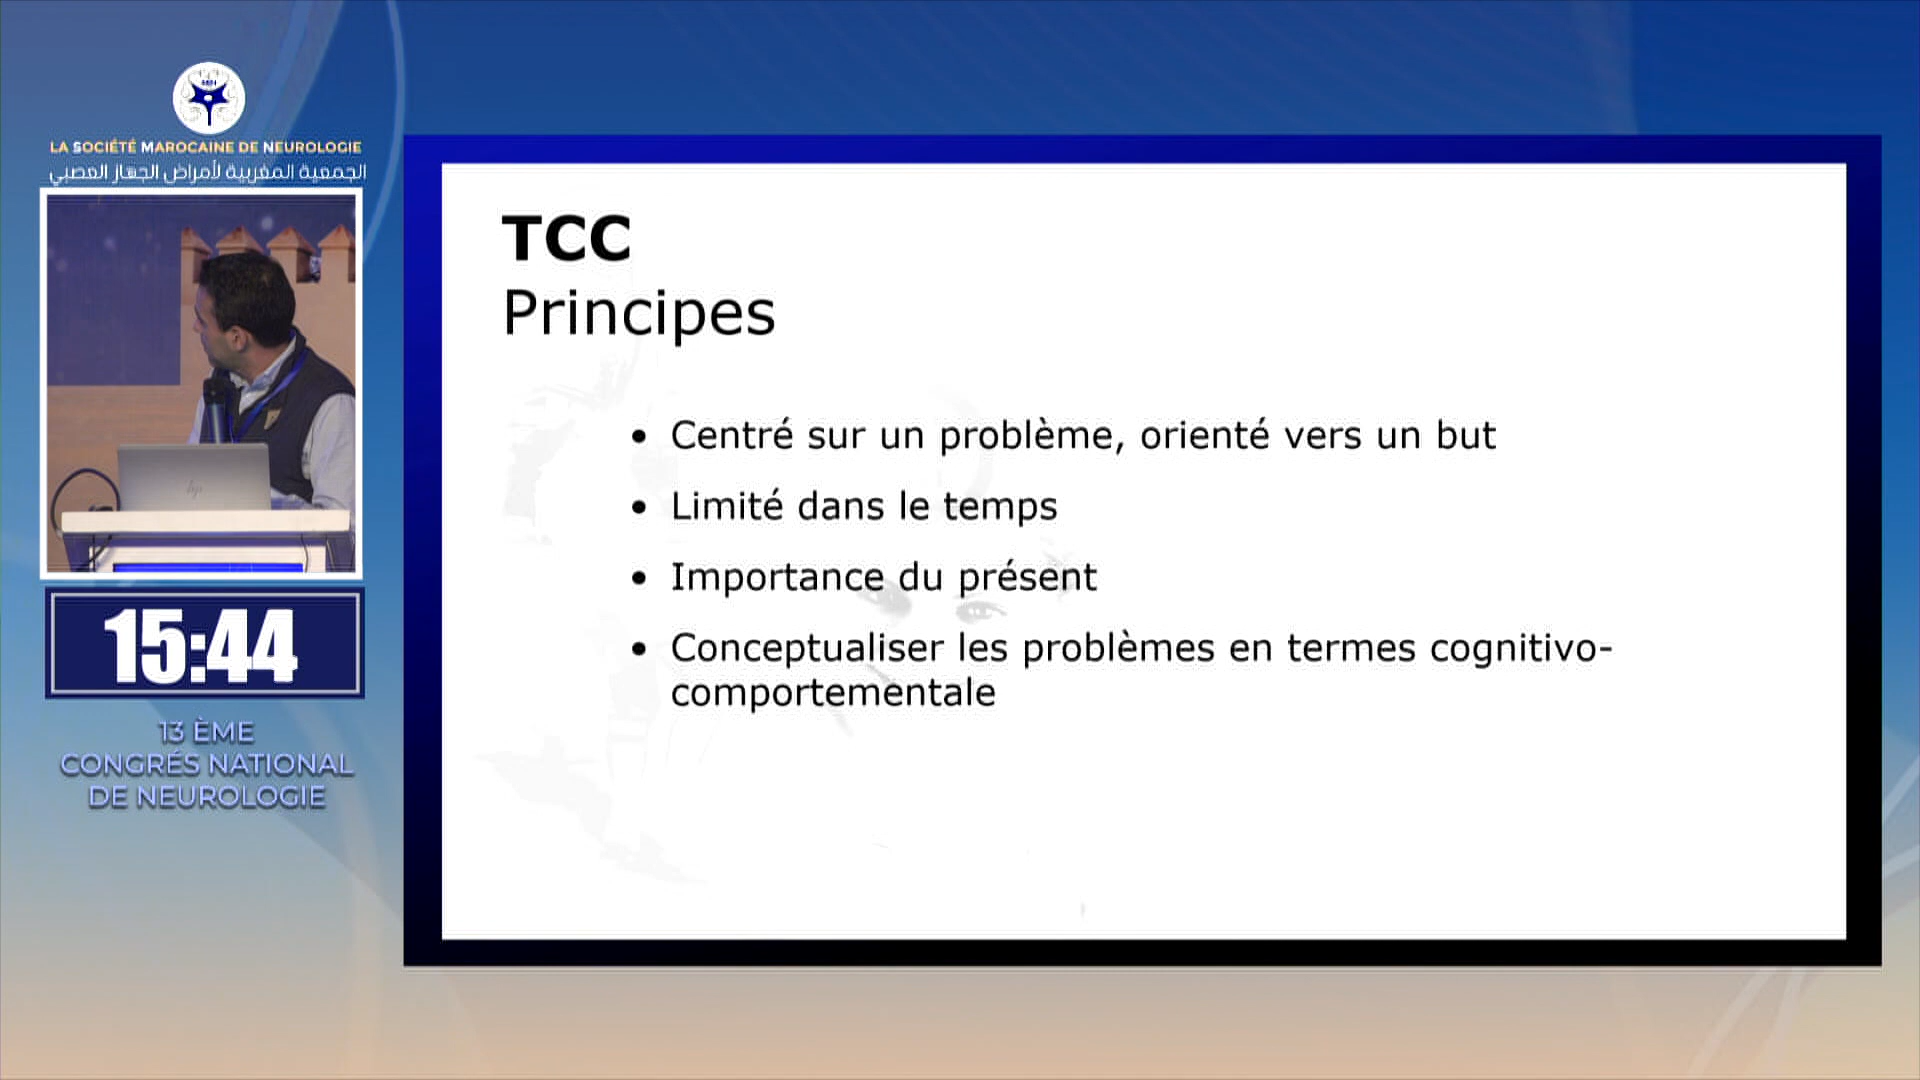 LA SOCIÉTÉ MAROCAINE DE NEUROLOGIE
الجمعية المغربية لأمراض الجهاز العصبي
15:44
13 ÈME
CONGRÉS NATIONAL
DE NEUROLOGIE
TCC
Principes
• Centré sur un problème, orienté vers un but
• Limité dans le temps
• Importance du présent
• Conceptualiser les problèmes en termes cognitivo-
comportementale